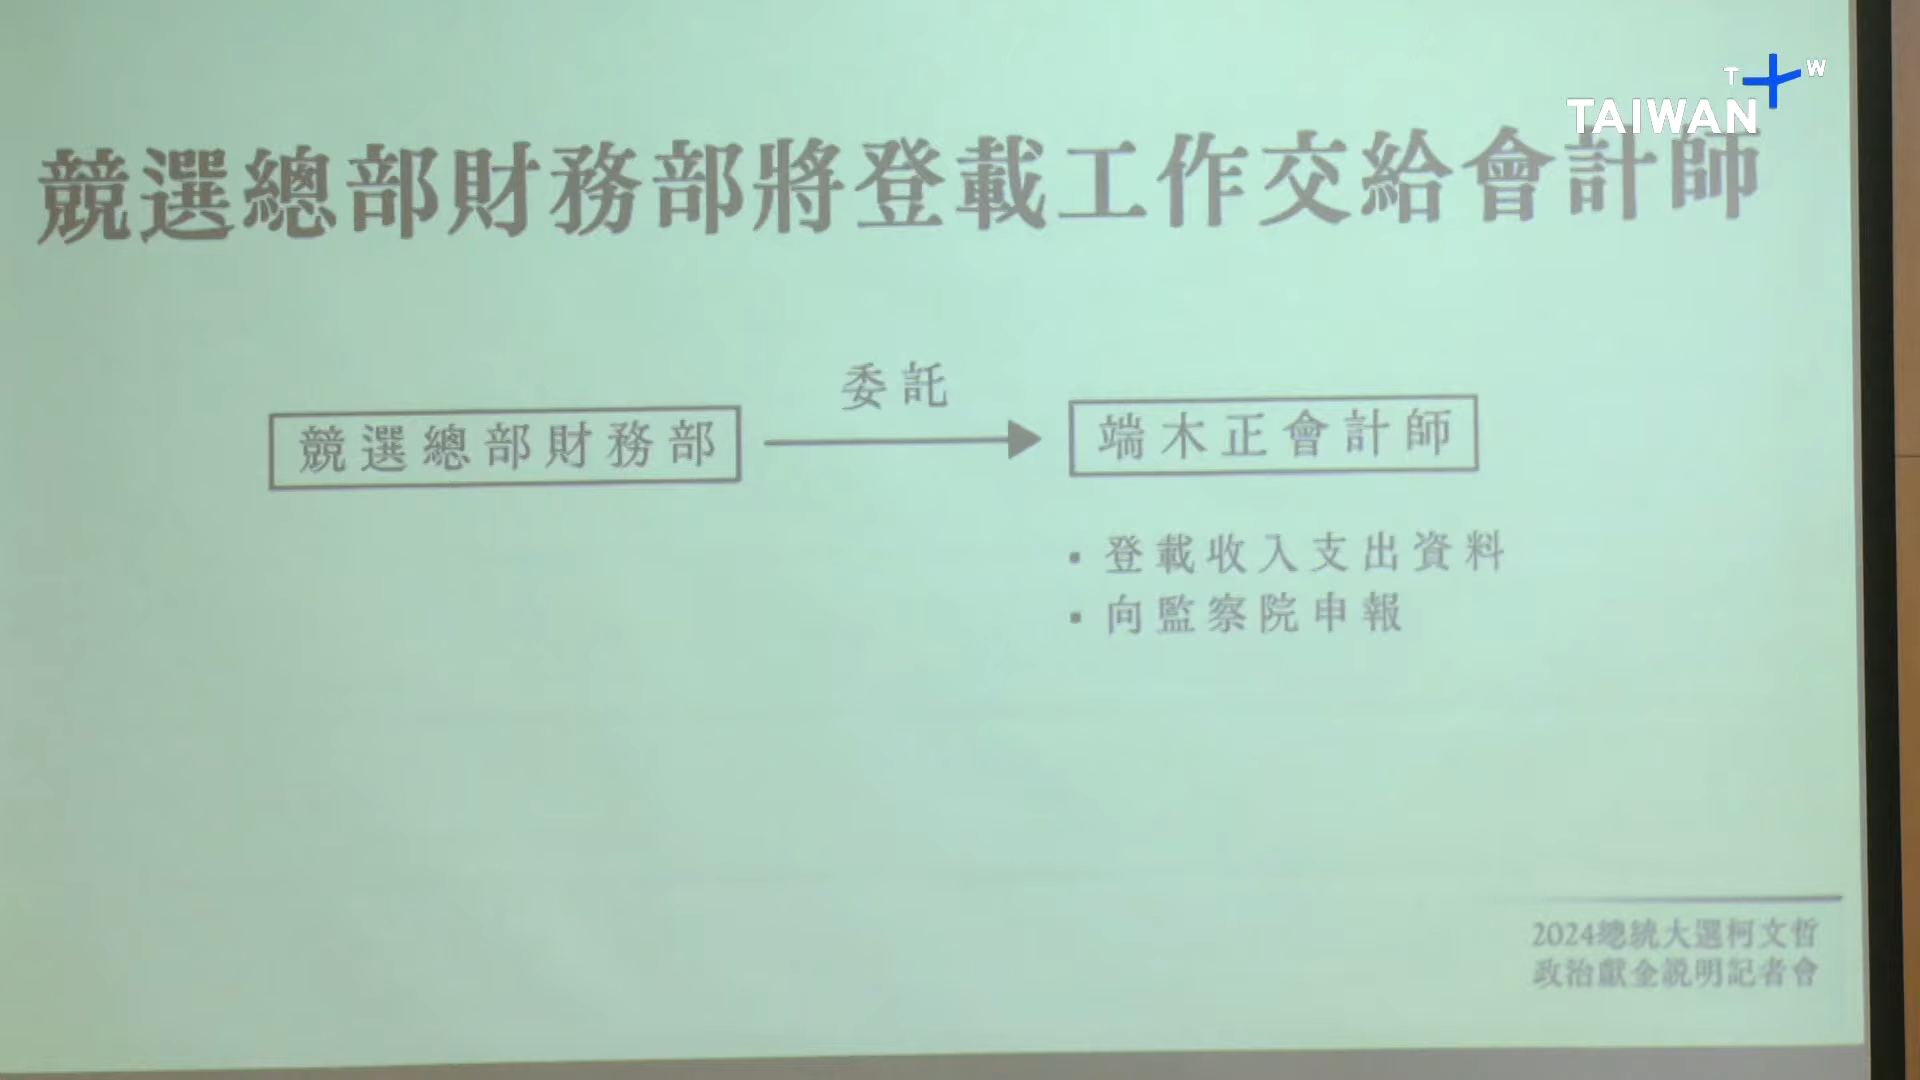 T W
TAIWAN
競選總部財務部將登載工作交給會計師
委託
競選總部財務部
端木正會計師
▪ 登載收入支出資料
▪ 向監察院申報
2024總統大選柯文哲
政治獻金説明記者會